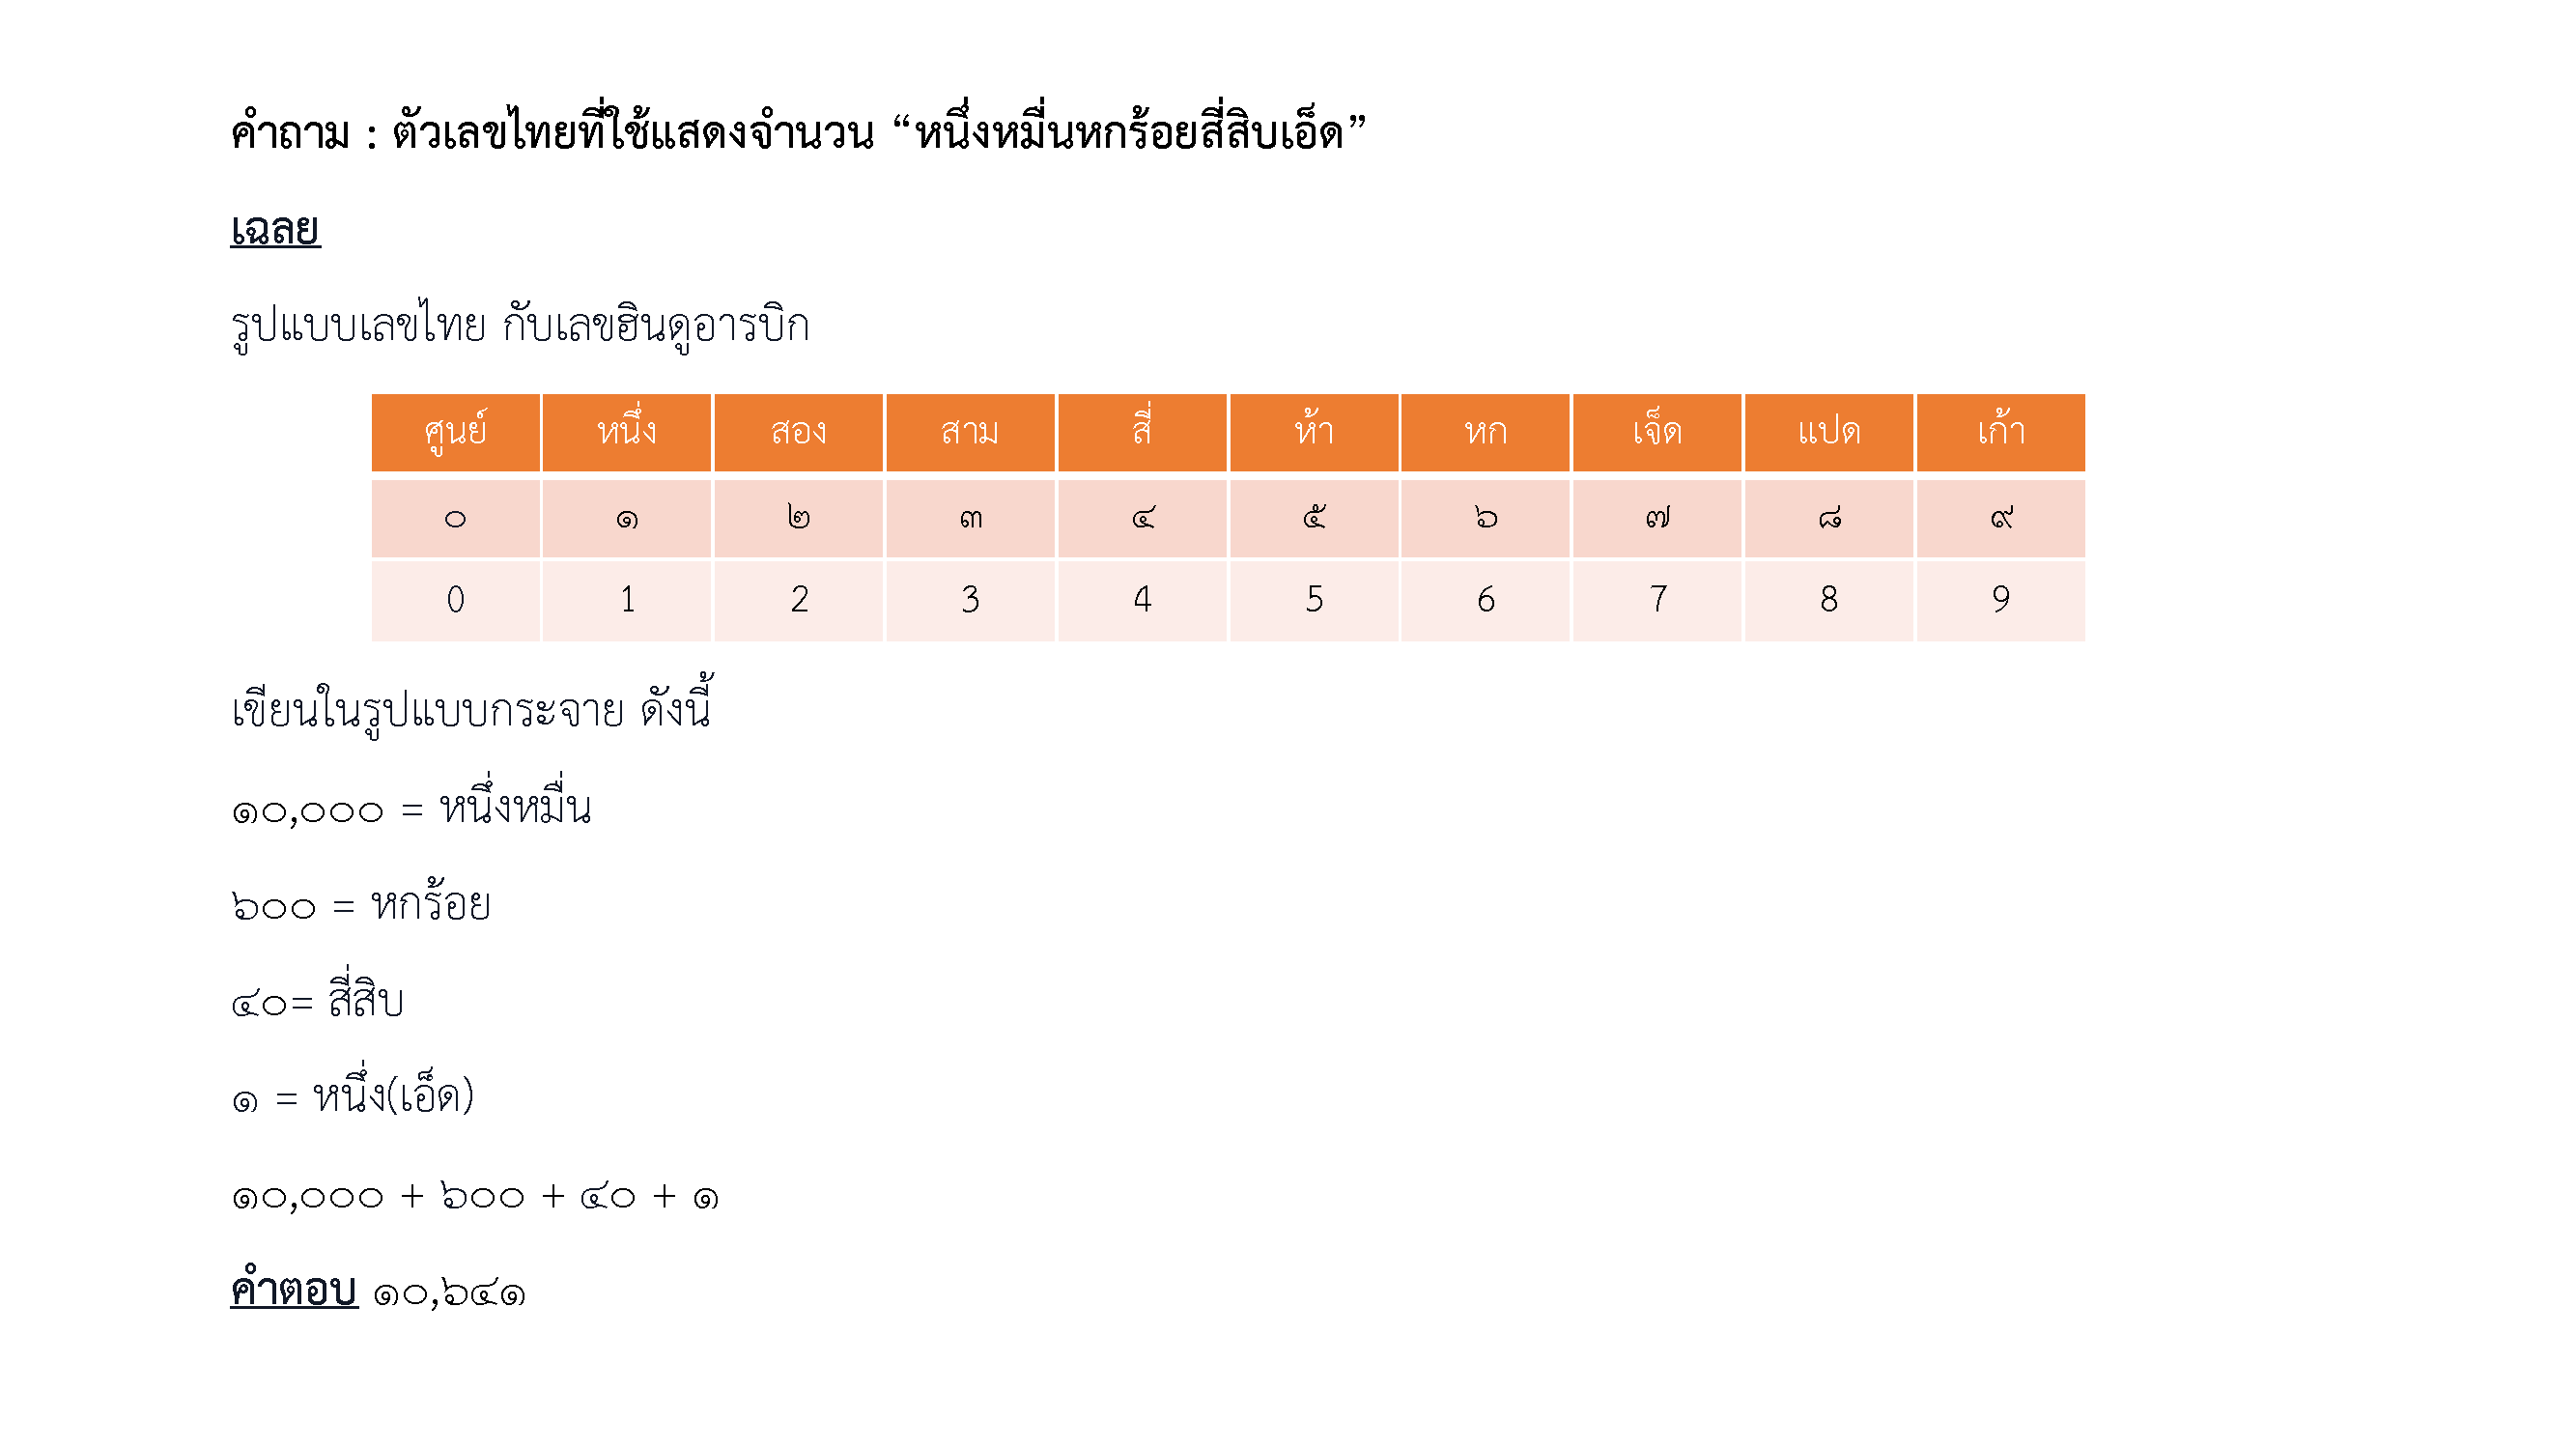 คำถาม : ตัวเลขไทยที่ใช้แสดงจำนวน “หนึ่งหมื่นหกร้อยสี่สิบเอ็ด”
เฉลย
รูปแบบเลขไทย กับเลขฮินดูอารบิก
ศูนย์ หนึ่ง สอง สาม สี่ ห้า หก เจ็ด แปด เก้า
๐ ๑ ๒ ๓ ๔ ๕ ๖ ๗ ๘ ๙
0 1 2 3 4 5 6 7 8 9
เขียนในรูปแบบกระจาย ดังนี้
๑๐,๐๐๐ = หนึ่งหมื่น
๖๐๐ = หกร้อย
๔๐= สี่สิบ
๑ = หนึ่ง(เอ็ด)
๑๐,๐๐๐ + ๖๐๐ + ๔๐ + ๑
คำตอบ ๑๐,๖๔๑